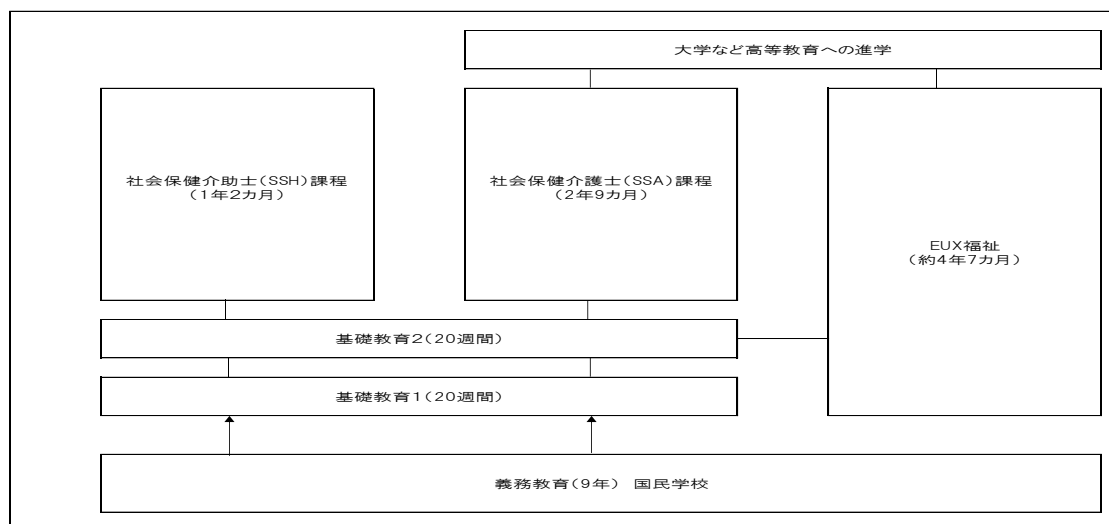 大学など高等教育への進学
社会保健介助士(SSH)課程
(1年2カ月)
社会保健介護士(SSA)課程
(2年9カ月)
EUX福祉
(約4年7カ月)
基礎教育2(20週間)
基礎教育1(20週間)
義務教育(9年) 国民学校